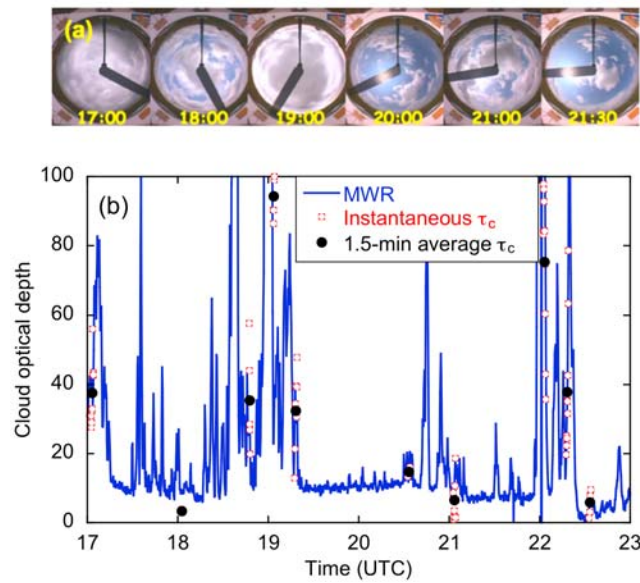 (a)
17:00 18:00 19:00 20:00 21:00 21:30
(b)
MWR
Instantaneous τc
1.5-min average τc
100
80
60
40
20
0
Cloud optical depth
17 18 19 20 21 22 23
Time (UTC)